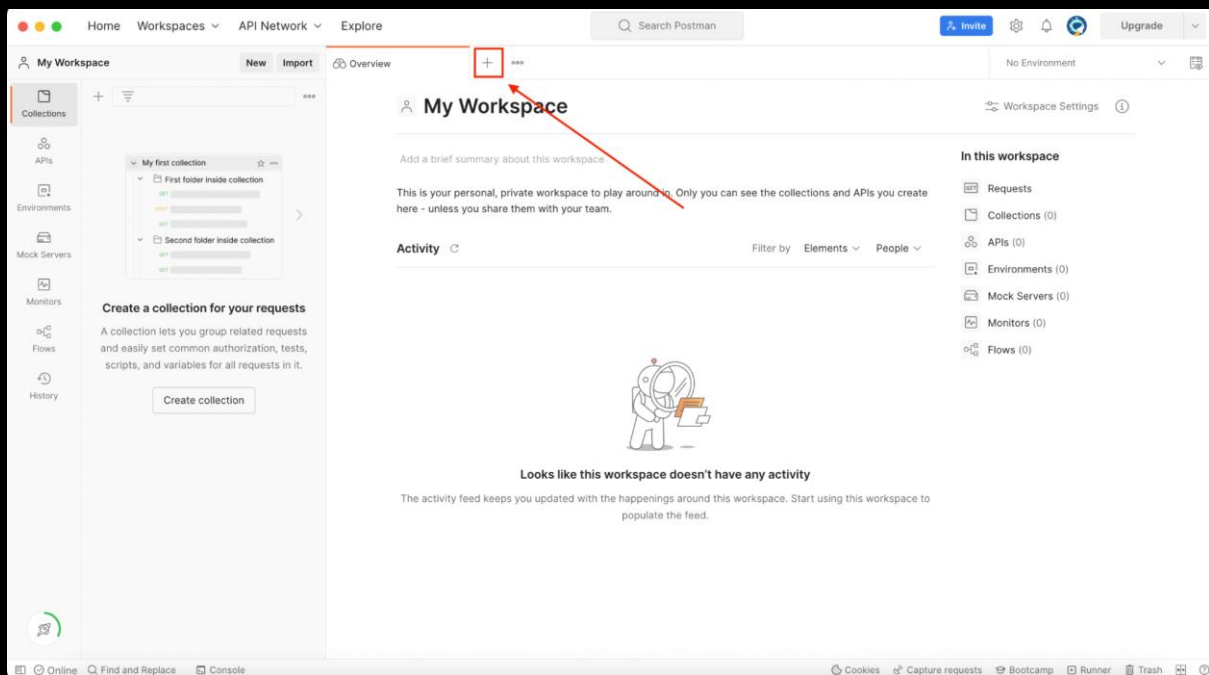 Home
Workspaces
API Network
Explore
Search Postman
Invite
Upgrade
My Workspace
New
Import
Overview
No Environment
Collections
APIs
Environments
Mock Servers
Monitors
Flows
History
My first collection
First folder inside collection
GET
POST
GET
Second folder inside collection
GET
GET
Create a collection for your requests
A collection lets you group related requests
and easily set common authorization, tests,
scripts, and variables for all requests in it.
Create collection
My Workspace
Workspace Settings
Add a brief summary about this workspace
This is your personal, private workspace to play around in. Only you can see the collections and APIs you create
here - unless you share them with your team.
Activity
Filter by
Elements
People
Looks like this workspace doesn't have any activity
The activity feed keeps you updated with the happenings around this workspace. Start using this workspace to
populate the feed.
In this workspace
GET
Requests
Collections (0)
APIs (0)
Environments (0)
Mock Servers (0)
Monitors (0)
Flows (0)
Online
Find and Replace
Console
Cookies
Capture requests
Bootcamp
Runner
Trash